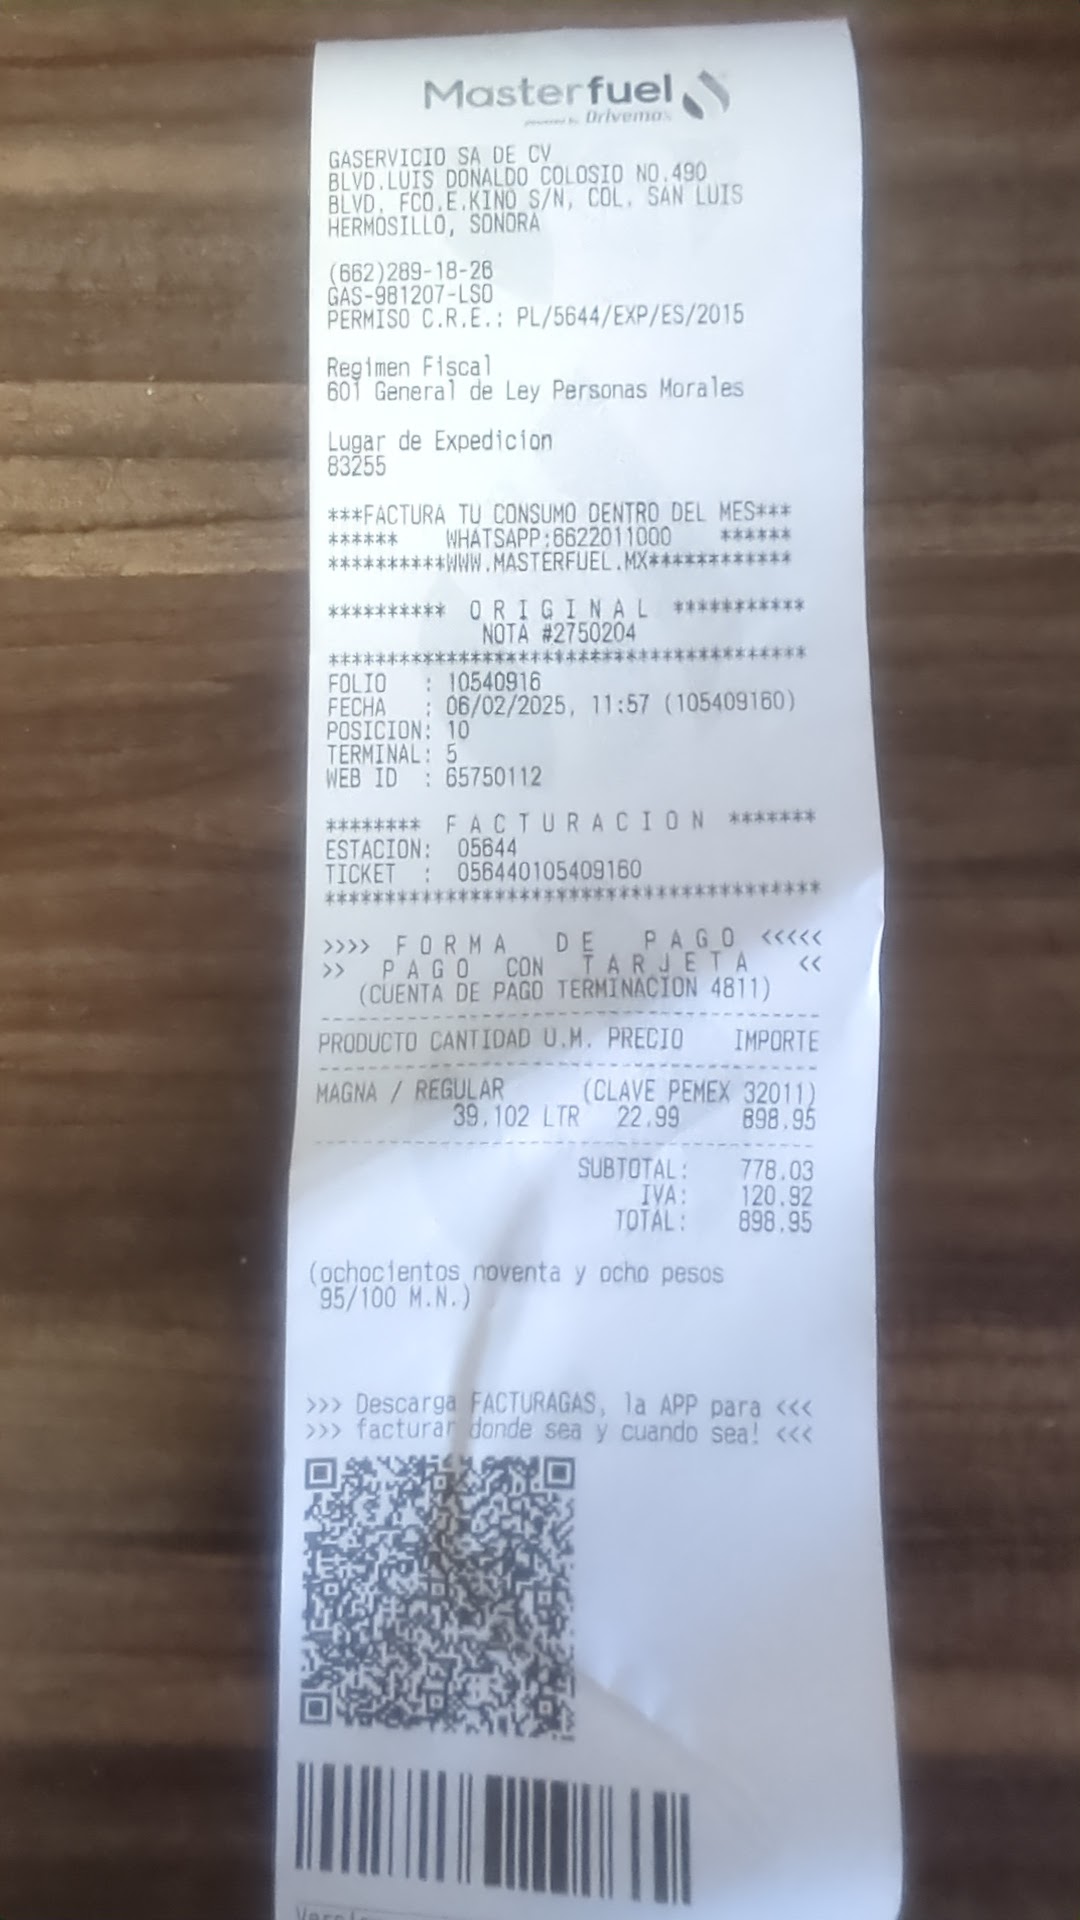 Masterfuel
powered by Drivemax
GASERVICIO SA DE CV
BLVD.LUIS DONALDO COLOSIO NO.490
BLVD. FCO.E.KINO S/N, COL. SAN LUIS
HERMOSILLO, SONORA
(662)289-18-26
GAS-981207-LS0
PERMISO C.R.E.: PL/5644/EXP/ES/2015
Regimen Fiscal
601 General de Ley Personas Morales
Lugar de Expedicion
83255
***FACTURA TU CONSUMO DENTRO DEL MES***
****** WHATSAPP:6622011000 ******
**********WWW.MASTERFUEL.MX************
********** O R I G I N A L ***********
NOTA #2750204
*****************************************
FOLIO : 10540916
FECHA : 06/02/2025, 11:57 (105409160)
POSICION: 10
TERMINAL: 5
WEB ID : 65750112
******** F A C T U R A C I O N *******
ESTACION: 05644
TICKET : 056440105409160
******************************************
>>>> F O R M A D E P A G O <<<<<
>> P A G O CON T A R J E T A <<
(CUENTA DE PAGO TERMINACION 4811)
PRODUCTO CANTIDAD U.M. PRECIO IMPORTE
MAGNA / REGULAR (CLAVE PEMEX 32011)
39.102 LTR 22.99 898.95
SUBTOTAL: 778.03
IVA: 120.92
TOTAL: 898.95
(ochocientos noventa y ocho pesos
95/100 M.N.)
>>> Descarga FACTURAGAS, la APP para <<<
>>> facturar donde sea y cuando sea! <<<